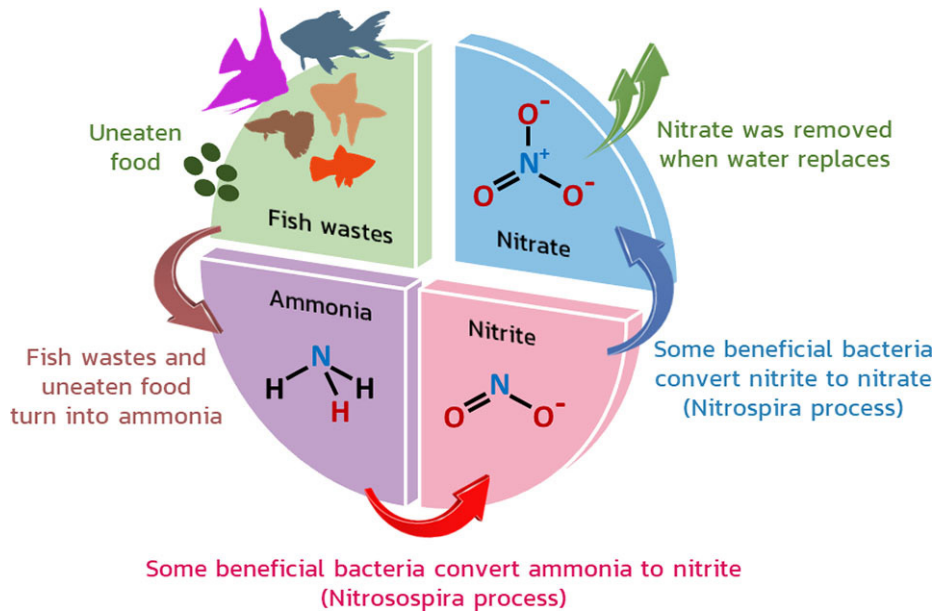 Uneaten
food
Fish wastes
Fish wastes and
uneaten food
turn into ammonia
Ammonia
N
H
H
H
Some beneficial bacteria convert ammonia to nitrite
(Nitrosospira process)
Nitrite
N
O
O-
Some beneficial bacteria
convert nitrite to nitrate
(Nitrospira process)
O-
N+
O
O-
Nitrate
Nitrate was removed
when water replaces